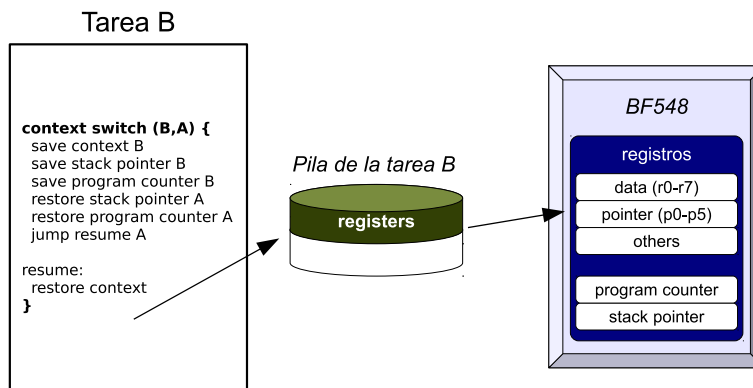 Tarea B
context switch (B,A) {
save context B
save stack pointer B
save program counter B
restore stack pointer A
restore program counter A
jump resume A
resume:
restore context
}
Pila de la tarea B
registers
BF548
registros
data (r0-r7)
pointer (p0-p5)
others
program counter
stack pointer